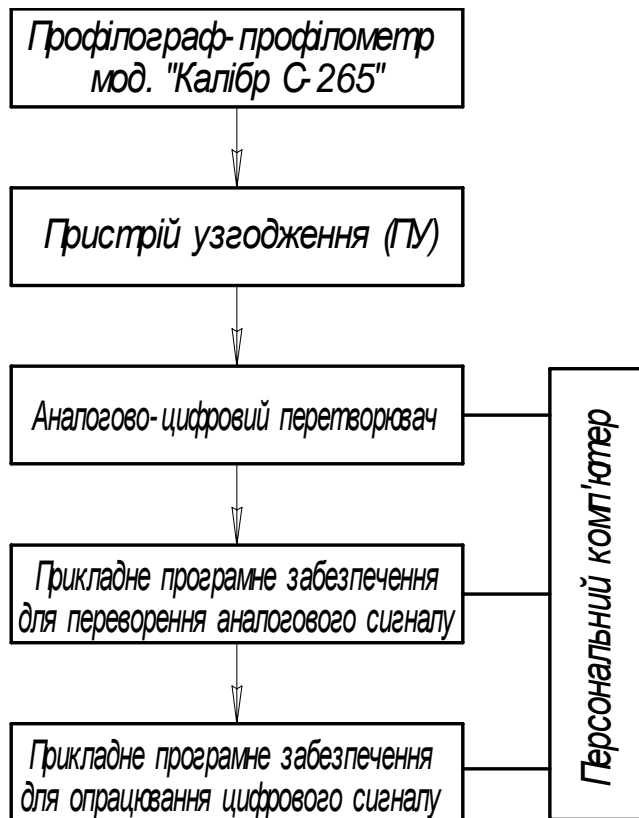 Профілограф-профілометр
мод. "Калібр С-265"
Пристрій узгодження (ПУ)
Аналогово-цифровий перетворювач
Прикладне програмне забезпечення
для переворення аналогового сигналу
Прикладне програмне забезпечення
для опрацювання цифрового сигналу
Персональний комп'ютер